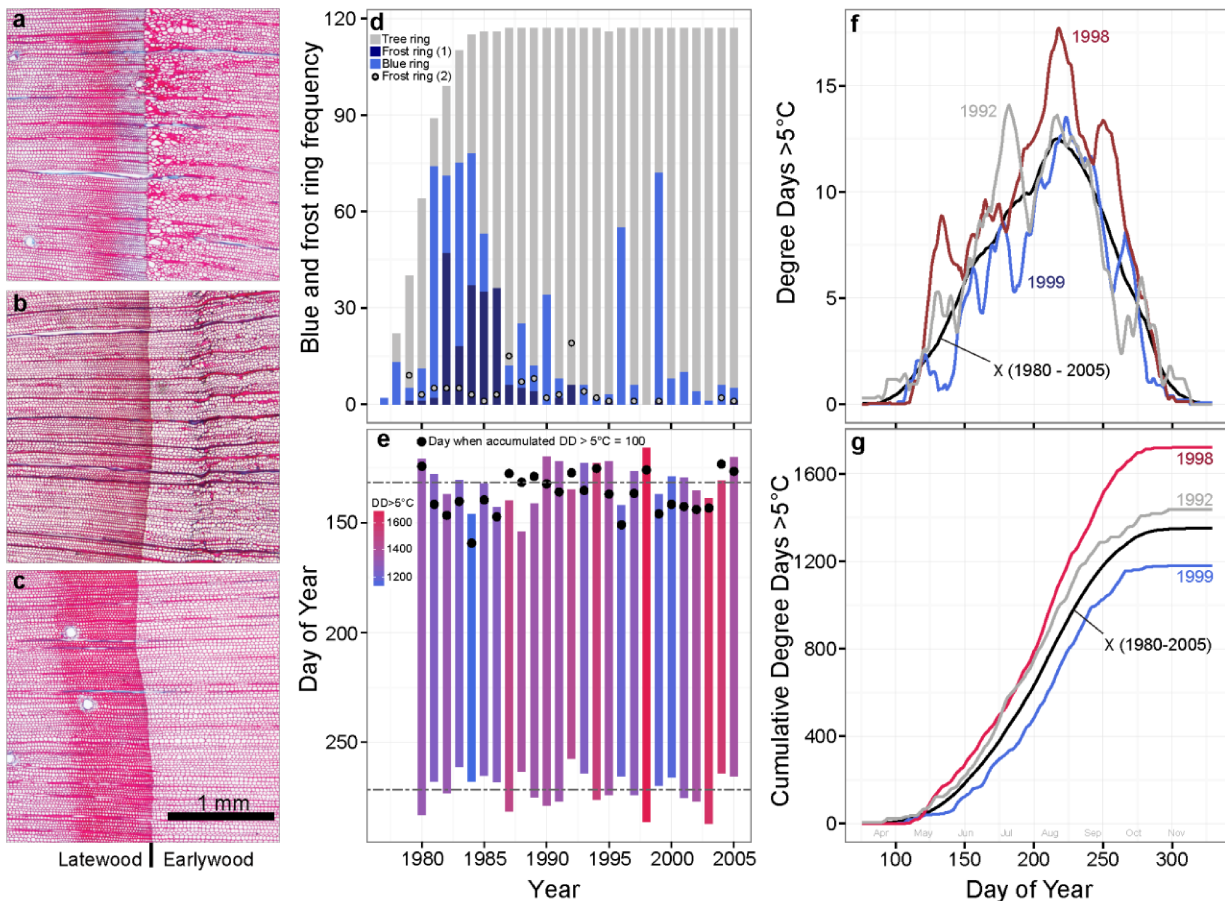 a
b
c
1 mm
Latewood | Earlywood
d
Blue and frost ring frequency
120
90
60
30
0
Tree ring
Frost ring (1)
Blue ring
Frost ring (2)
e
Day when accumulated DD > 5°C = 100
Day of Year
150
200
250
DD>5°C
1600
1400
1200
1980 1985 1990 1995 2000 2005
Year
f
Degree Days >5°C
15
10
5
0
1998
1992
1999
X (1980 - 2005)
g
Cumulative Degree Days >5°C
1600
1200
800
400
0
1998
1992
1999
X (1980-2005)
Apr May Jun Jul Aug Sep Oct Nov
100 150 200 250 300
Day of Year